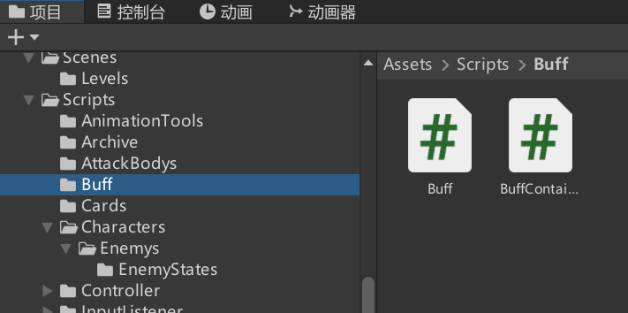 项目 控制台 动画 动画器
Scenes
Levels
Scripts
AnimationTools
Archive
AttackBodys
Buff
Cards
Characters
Enemys
EnemyStates
Controller
InputListener
Assets > Scripts > Buff
Buff
BuffContai...